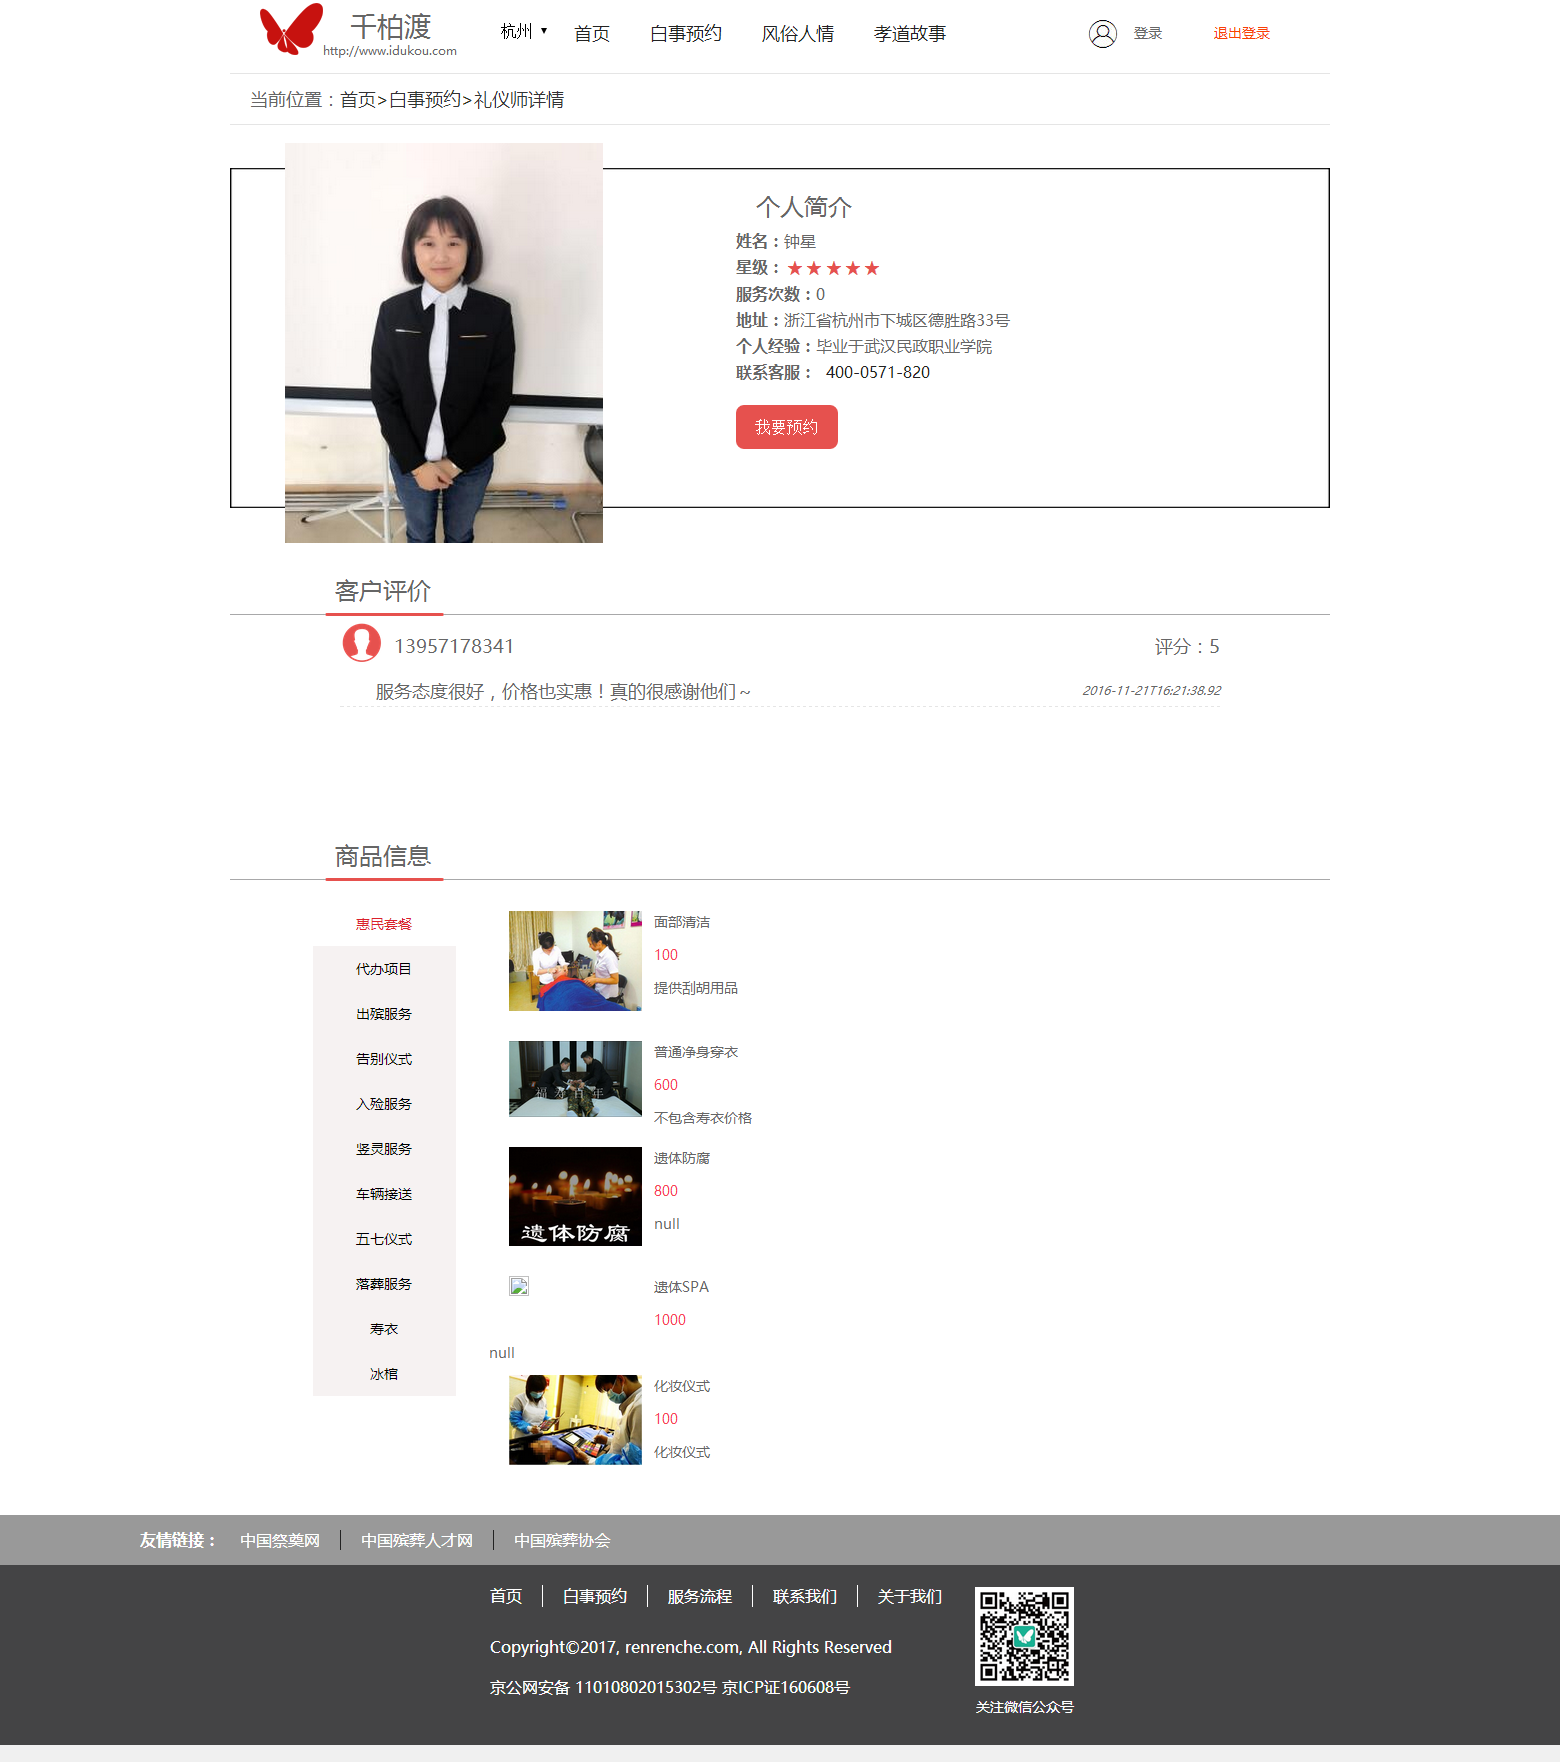 千柏渡
http://www.idukou.com
杭州 ▼ 首页 白事预约 风俗人情 孝道故事 登录 退出登录
当前位置：首页>白事预约>礼仪师详情
个人简介
姓名：钟星
星级：★★★★★
服务次数：0
地址：浙江省杭州市下城区德胜路33号
个人经验：毕业于武汉民政职业学院
联系客服： 400-0571-820
我要预约
客户评价
13957178341 评分：5
服务态度很好，价格也实惠！真的很感谢他们～ 2016-11-21T16:21:38.92
商品信息
惠民套餐
代办项目
出殡服务
告别仪式
入殓服务
竖灵服务
车辆接送
五七仪式
落葬服务
寿衣
冰棺
面部清洁
100
提供刮胡用品
福寿百年
普通净身穿衣
600
不包含寿衣价格
遗体防腐
遗体防腐
800
null
遗体SPA
1000
null
化妆仪式
100
化妆仪式
友情链接： 中国祭奠网 中国殡葬人才网 中国殡葬协会
首页 白事预约 服务流程 联系我们 关于我们
Copyright©2017, renrenche.com, All Rights Reserved
京公网安备 11010802015302号 京ICP证160608号
关注微信公众号